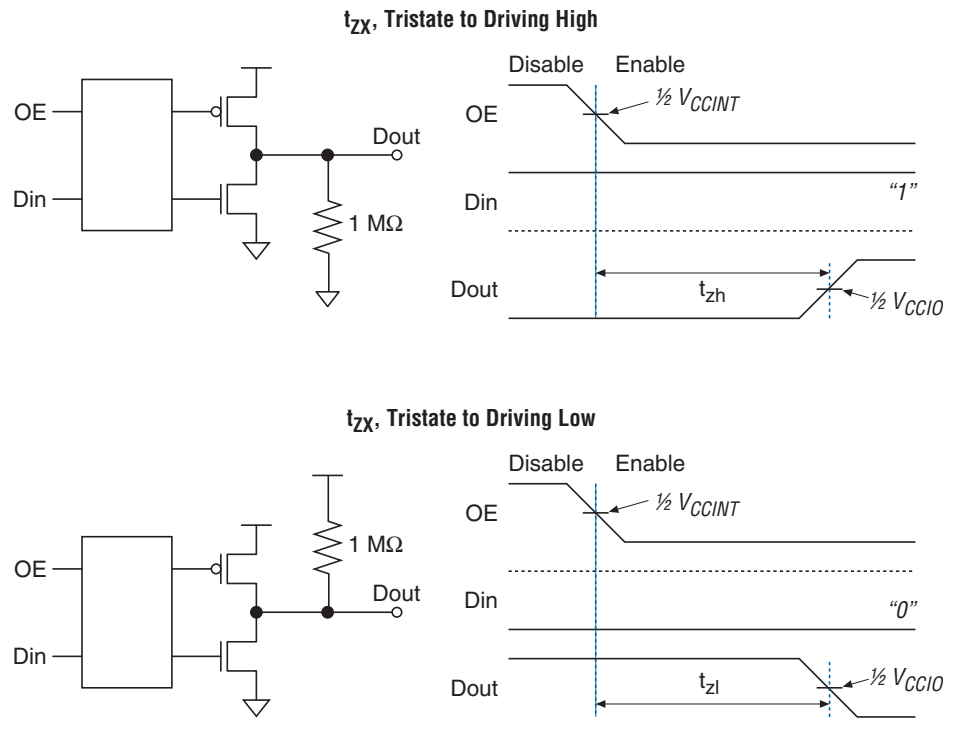 tZX, Tristate to Driving High
Disable Enable
OE
½ VCCINT
OE
Dout
Din
1 MΩ
Din
"1"
Dout
tzh
½ VCCIO
tZX, Tristate to Driving Low
Disable Enable
OE
½ VCCINT
1 MΩ
OE
Dout
Din
"0"
Din
Dout
tzl
½ VCCIO